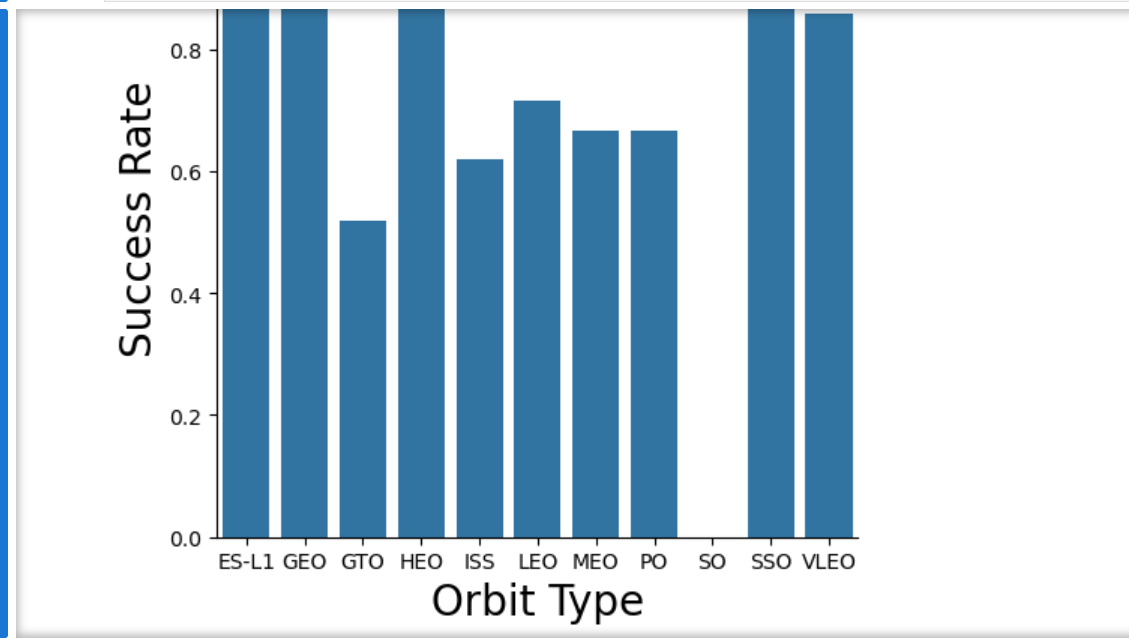 0.8
0.6
0.4
0.2
0.0
Success Rate
ES-L1 GEO GTO HEO ISS LEO MEO PO SO SSO VLEO
Orbit Type